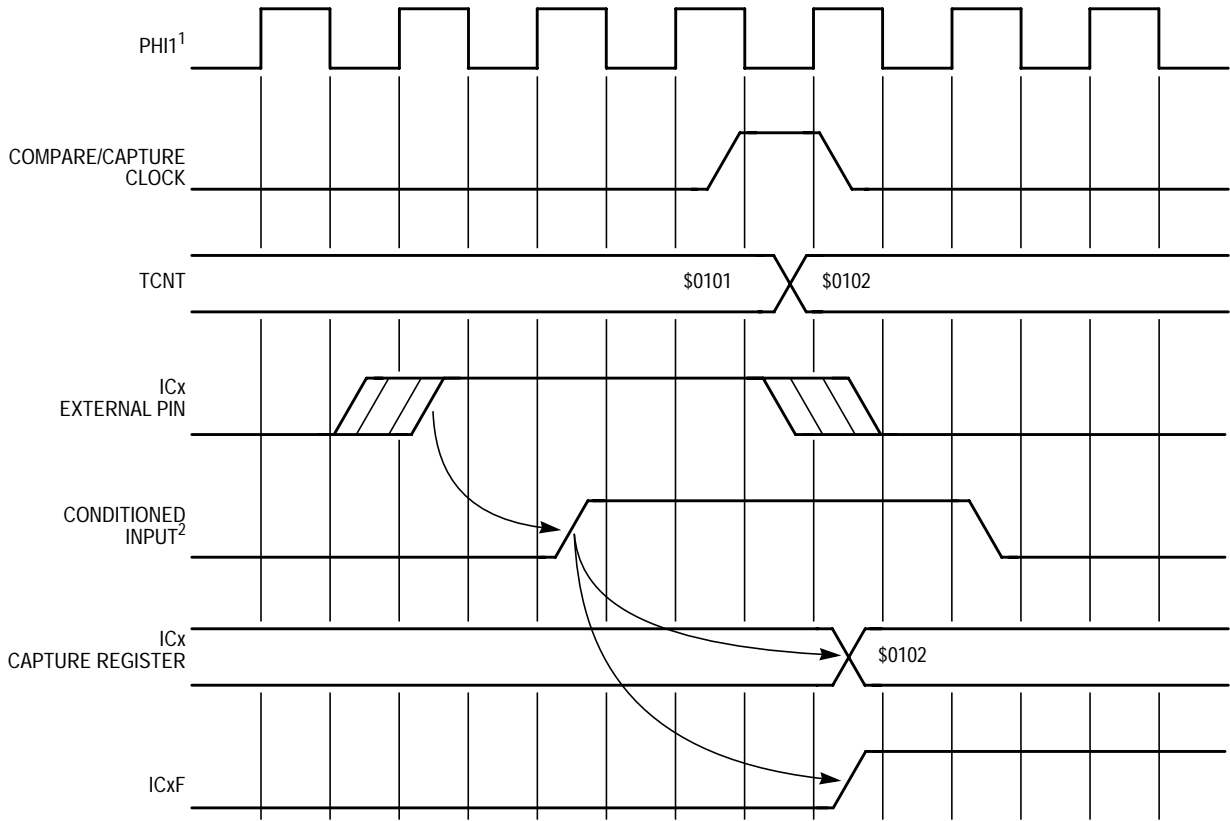 PHI1¹
COMPARE/CAPTURE
CLOCK
TCNT
$0101
$0102
ICx
EXTERNAL PIN
CONDITIONED
INPUT²
ICx
CAPTURE REGISTER
$0102
ICxF